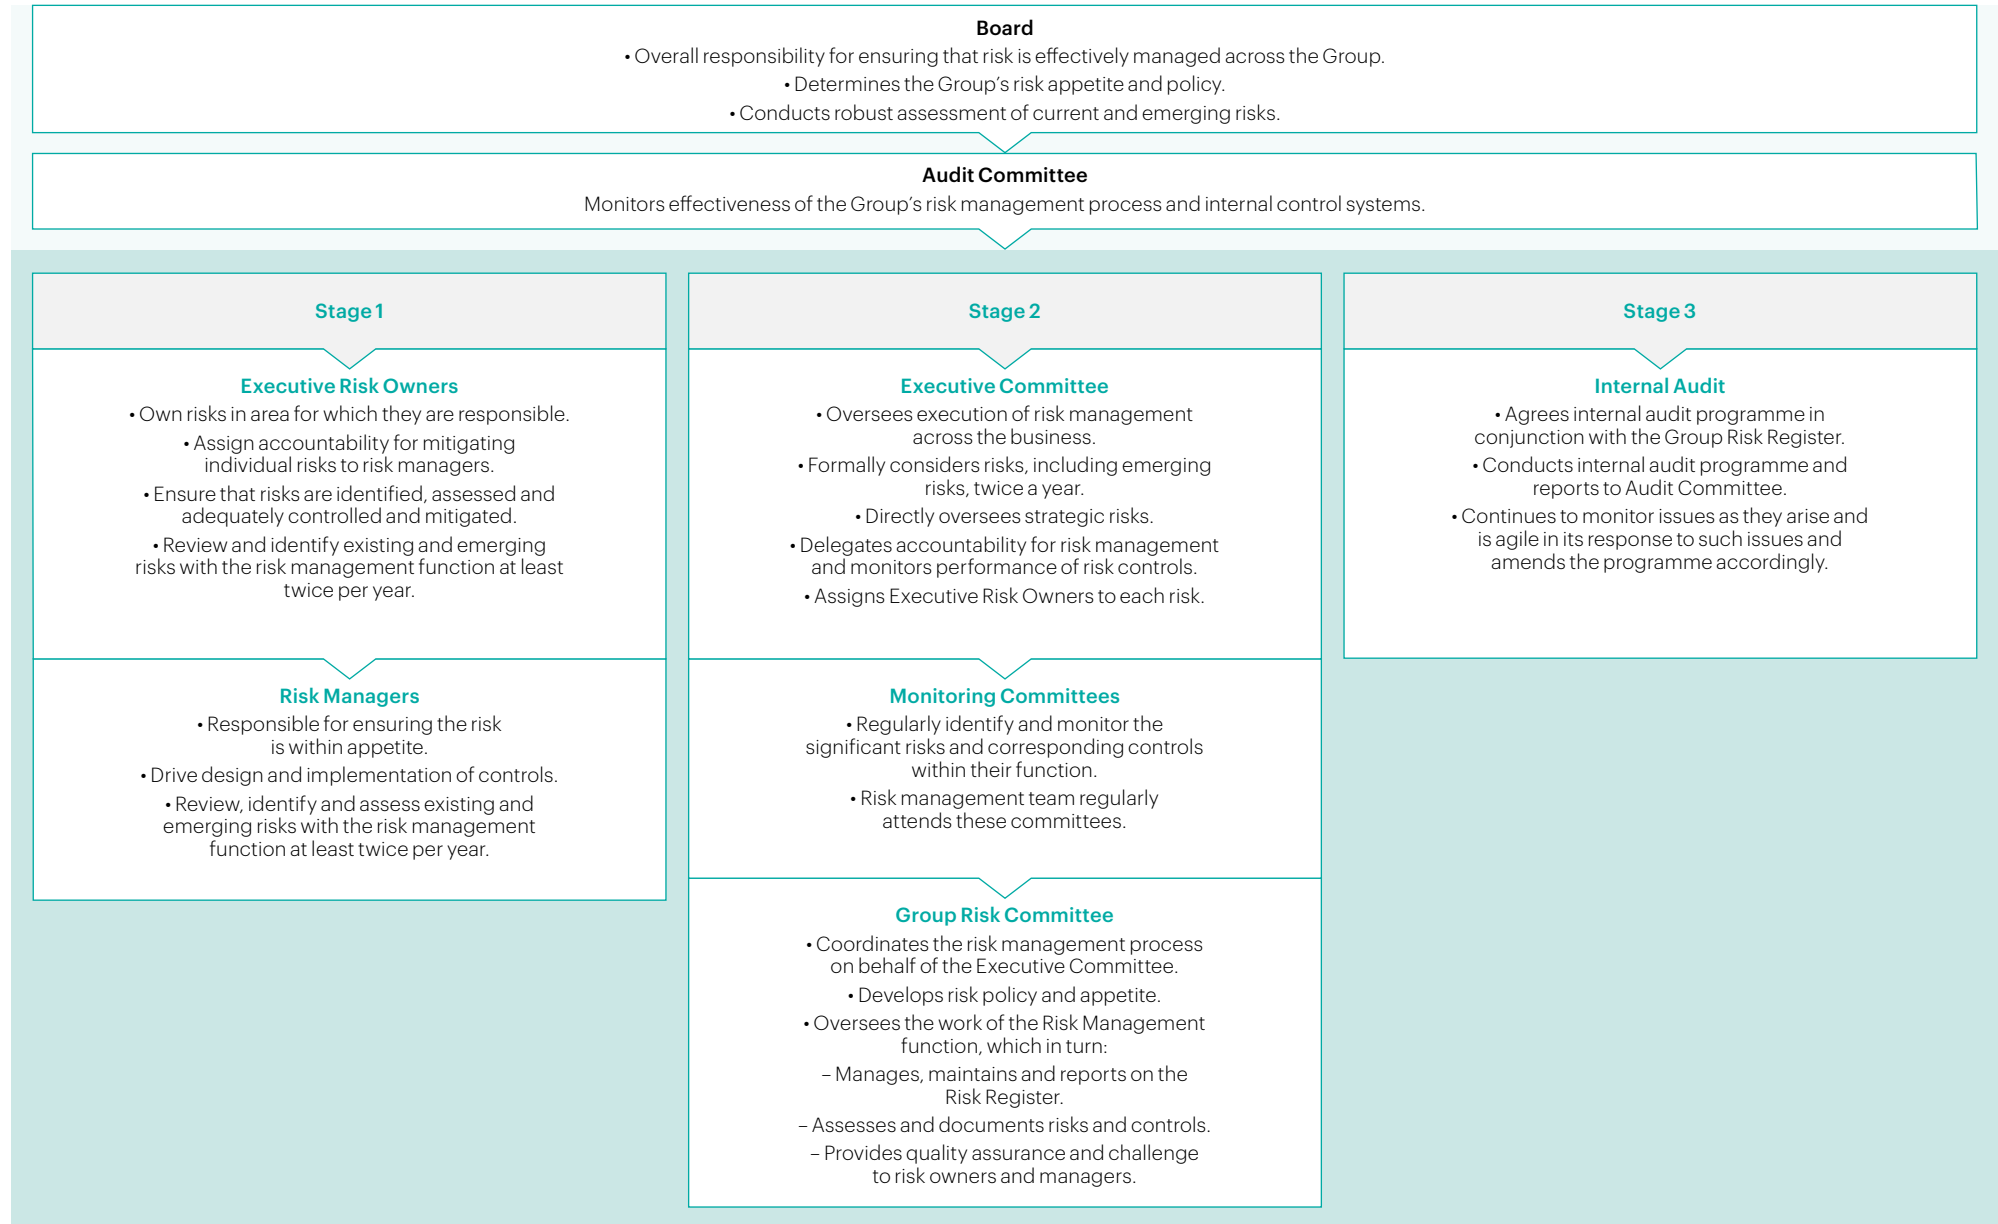 Board
• Overall responsibility for ensuring that risk is effectively managed across the Group.
• Determines the Group’s risk appetite and policy.
• Conducts robust assessment of current and emerging risks.
Audit Committee
Monitors effectiveness of the Group’s risk management process and internal control systems.
Stage 1
Executive Risk Owners
• Own risks in area for which they are responsible.
• Assign accountability for mitigating
individual risks to risk managers.
• Ensure that risks are identified, assessed and
adequately controlled and mitigated.
• Review and identify existing and emerging
risks with the risk management function at least
twice per year.
Risk Managers
• Responsible for ensuring the risk
is within appetite.
• Drive design and implementation of controls.
• Review, identify and assess existing and
emerging risks with the risk management
function at least twice per year.
Stage 2
Executive Committee
• Oversees execution of risk management
across the business.
• Formally considers risks, including emerging
risks, twice a year.
• Directly oversees strategic risks.
• Delegates accountability for risk management
and monitors performance of risk controls.
• Assigns Executive Risk Owners to each risk.
Monitoring Committees
• Regularly identify and monitor the
significant risks and corresponding controls
within their function.
• Risk management team regularly
attends these committees.
Group Risk Committee
• Coordinates the risk management process
on behalf of the Executive Committee.
• Develops risk policy and appetite.
• Oversees the work of the Risk Management
function, which in turn:
– Manages, maintains and reports on the
Risk Register.
– Assesses and documents risks and controls.
– Provides quality assurance and challenge
to risk owners and managers.
Stage 3
Internal Audit
• Agrees internal audit programme in
conjunction with the Group Risk Register.
• Conducts internal audit programme and
reports to Audit Committee.
• Continues to monitor issues as they arise and
is agile in its response to such issues and
amends the programme accordingly.